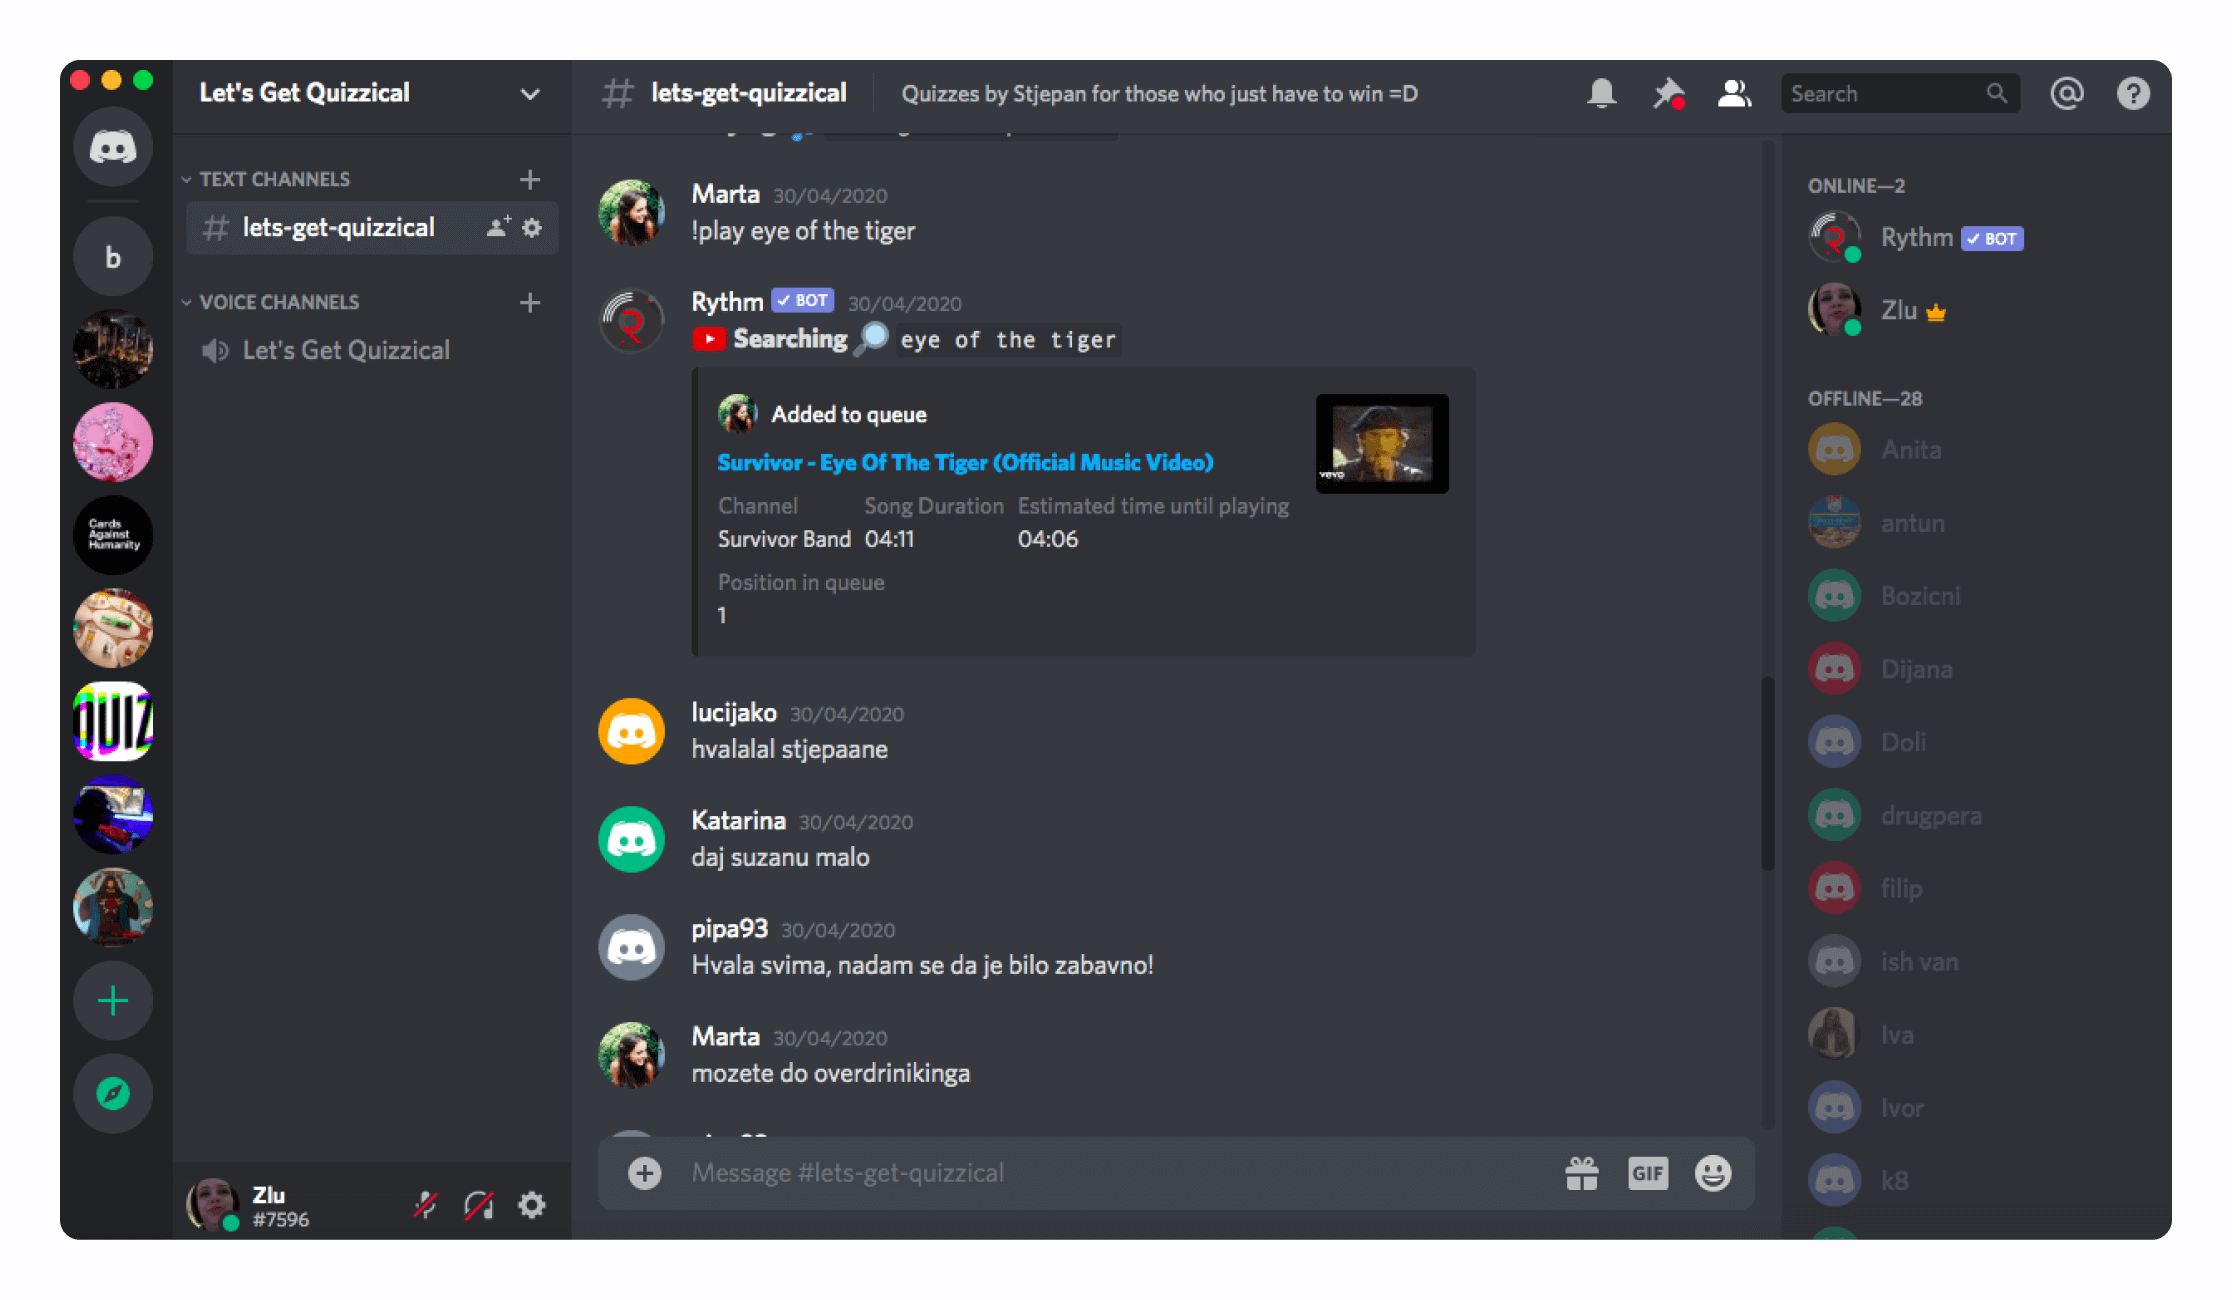 Let's Get Quizzical
lets-get-quizzical
Quizzes by Stjepan for those who just have to win =D
Search
b
Cards
Against
Humanity
QUIZ
TEXT CHANNELS
lets-get-quizzical
VOICE CHANNELS
Let's Get Quizzical
Zlu
#7596
Marta 30/04/2020
!play eye of the tiger
Rythm ✓ BOT 30/04/2020
Searching eye of the tiger
Added to queue
Survivor - Eye Of The Tiger (Official Music Video)
vevo
Channel Song Duration Estimated time until playing
Survivor Band 04:11 04:06
Position in queue
1
lucijako 30/04/2020
hvalalal stjepaane
Katarina 30/04/2020
daj suzanu malo
pipa93 30/04/2020
Hvala svima, nadam se da je bilo zabavno!
Marta 30/04/2020
mozete do overdrinikinga
Message #lets-get-quizzical
GIF
ONLINE—2
Rythm ✓ BOT
Zlu
OFFLINE—28
Anita
antun
Bozicni
Dijana
Doli
drugpera
filip
ish van
Iva
Ivor
k8